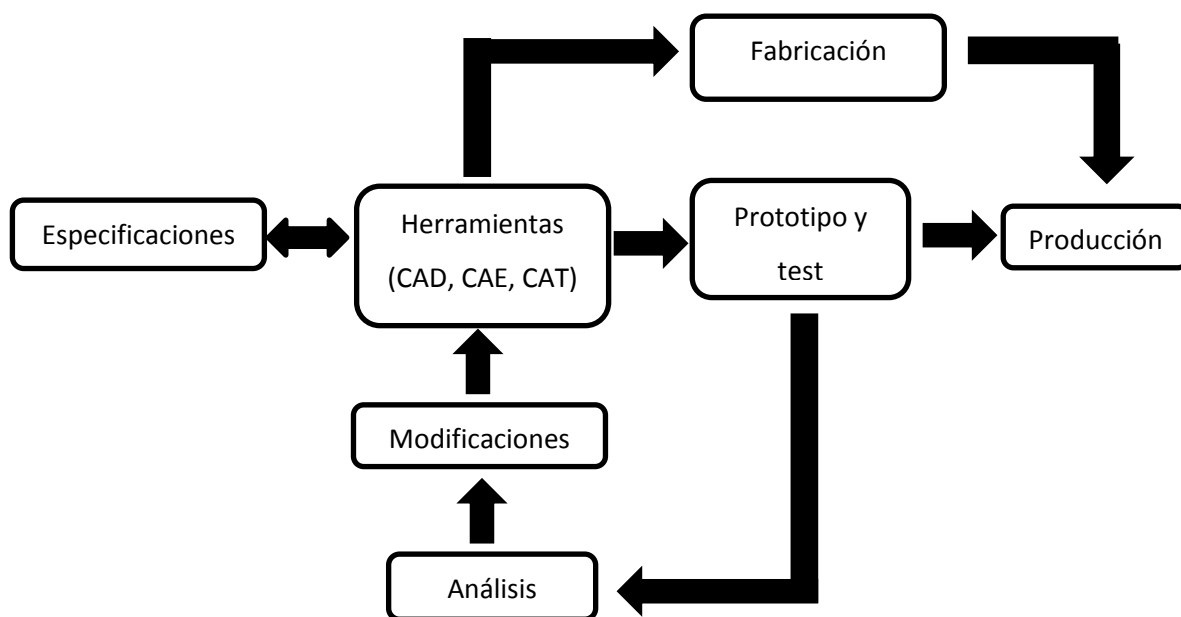 Fabricación
Especificaciones
Herramientas
(CAD, CAE, CAT)
Prototipo y
test
Producción
Modificaciones
Análisis